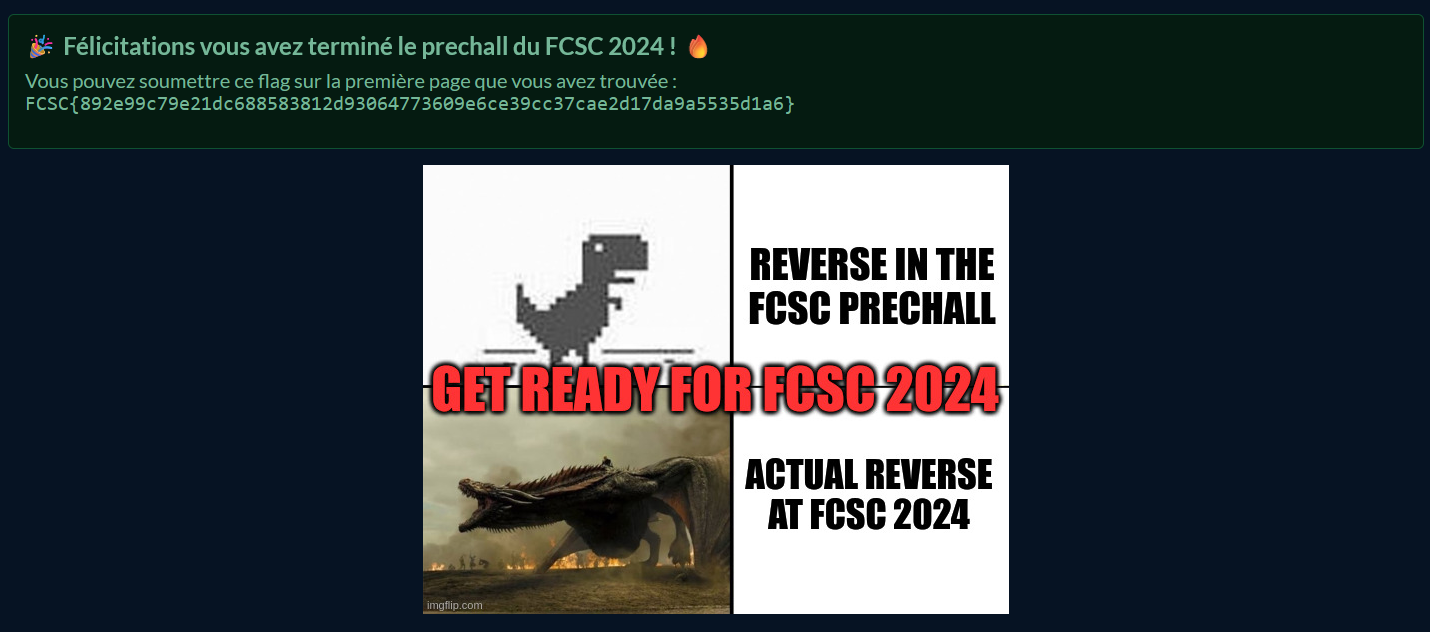 🎉 Félicitations vous avez terminé le prechall du FCSC 2024 ! 🔥
Vous pouvez soumettre ce flag sur la première page que vous avez trouvée :
FCSC{892e99c79e21dc688583812d93064773609e6ce39cc37cae2d17da9a5535d1a6}
REVERSE IN THE
FCSC PRECHALL
GET READY FOR FCSC 2024
ACTUAL REVERSE
AT FCSC 2024
imgflip.com